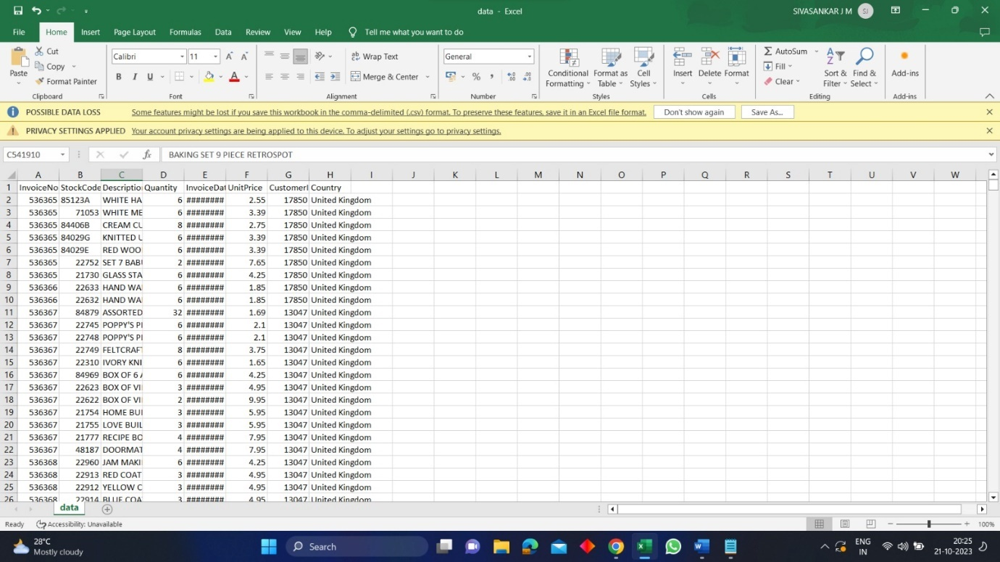 data - Excel
SIVASANKAR J M SJ
File Home Insert Page Layout Formulas Data Review View Help Tell me what you want to do
Paste Cut Copy Format Painter Clipboard
Calibri 11 A A B I U A Font
Wrap Text Merge & Center Alignment
General % , Number
Conditional Formatting Format as Table Cell Styles Styles
Insert Delete Format Cells
AutoSum Fill Clear Sort & Filter Find & Select Editing
Add-ins Add-ins
POSSIBLE DATA LOSS Some features might be lost if you save this workbook in the comma-delimited (.csv) format. To preserve these features, save it in an Excel file format. Don't show again Save As...
PRIVACY SETTINGS APPLIED Your account privacy settings are being applied to this device. To adjust your settings go to privacy settings.
C541910 fx BAKING SET 9 PIECE RETROSPOT
A B C D E F G H I J K L M N O P Q R S T U V W
1 InvoiceNo StockCode Description Quantity InvoiceDat UnitPrice CustomerI Country
2 536365 85123A WHITE HA 6 ######## 2.55 17850 United Kingdom
3 536365 71053 WHITE ME 6 ######## 3.39 17850 United Kingdom
4 536365 84406B CREAM CU 8 ######## 2.75 17850 United Kingdom
5 536365 84029G KNITTED U 6 ######## 3.39 17850 United Kingdom
6 536365 84029E RED WOO 6 ######## 3.39 17850 United Kingdom
7 536365 22752 SET 7 BAB 2 ######## 7.65 17850 United Kingdom
8 536365 21730 GLASS STA 6 ######## 4.25 17850 United Kingdom
9 536366 22633 HAND WA 6 ######## 1.85 17850 United Kingdom
10 536366 22632 HAND WA 6 ######## 1.85 17850 United Kingdom
11 536367 84879 ASSORTED 32 ######## 1.69 13047 United Kingdom
12 536367 22745 POPPY'S P 6 ######## 2.1 13047 United Kingdom
13 536367 22748 POPPY'S P 6 ######## 2.1 13047 United Kingdom
14 536367 22749 FELTCRAF 8 ######## 3.75 13047 United Kingdom
15 536367 22310 IVORY KNI 6 ######## 1.65 13047 United Kingdom
16 536367 84969 BOX OF 6 6 ######## 4.25 13047 United Kingdom
17 536367 22623 BOX OF VI 3 ######## 4.95 13047 United Kingdom
18 536367 22622 BOX OF VI 2 ######## 9.95 13047 United Kingdom
19 536367 21754 HOME BUI 3 ######## 5.95 13047 United Kingdom
20 536367 21755 LOVE BUIL 3 ######## 5.95 13047 United Kingdom
21 536367 21777 RECIPE BO 4 ######## 7.95 13047 United Kingdom
22 536367 48187 DOORMAT 4 ######## 7.95 13047 United Kingdom
23 536368 22960 JAM MAKI 6 ######## 4.25 13047 United Kingdom
24 536368 22913 RED COAT 3 ######## 4.95 13047 United Kingdom
25 536368 22912 YELLOW C 3 ######## 4.95 13047 United Kingdom
26 536368 22914 BLUE COA 3 ######## 4.95 13047 United Kingdom
data
Ready Accessibility: Unavailable 100%
28°C Mostly cloudy
Search
ENG IN
20:25
21-10-2023